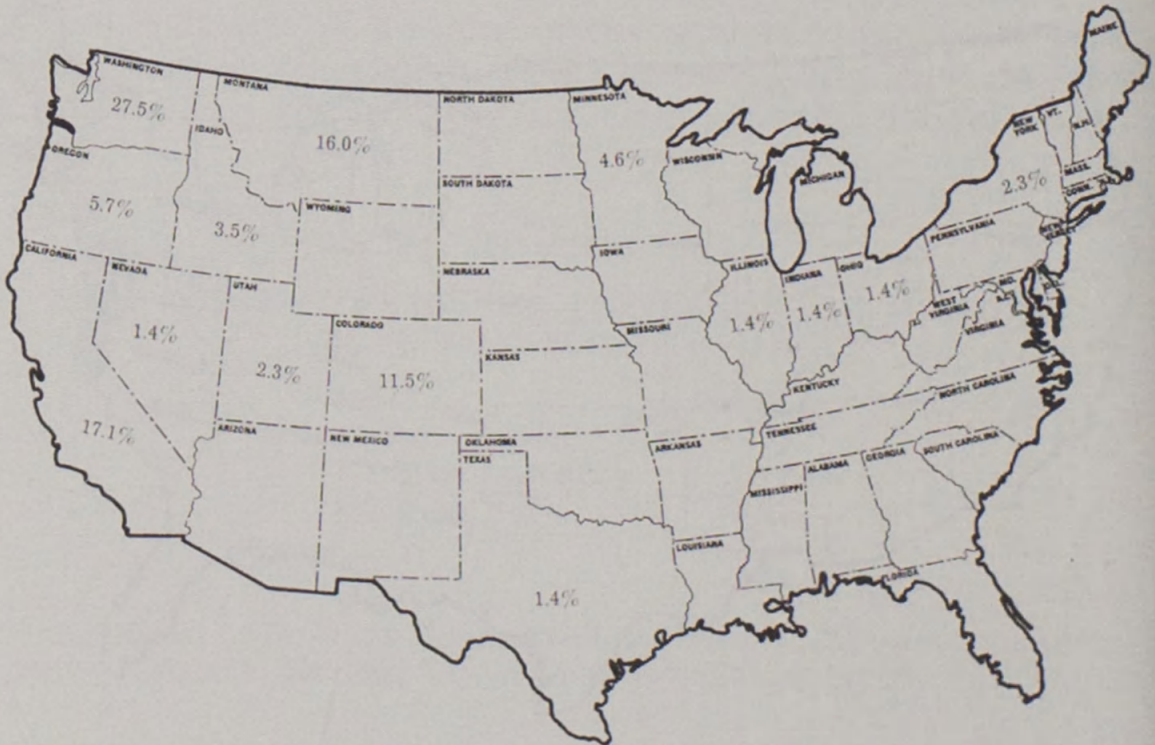 WASHINGTON
27.5%
MONTANA
16.0%
IDAHO
3.5%
OREGON
5.7%
NORTH DAKOTA
MINNESOTA
4.6%
SOUTH DAKOTA
WISCONSIN
MICHIGAN
MAINE
VT.
N.H.
NEW
YORK
2.3%
MASS.
CONN.
WYOMING
CALIFORNIA
17.1%
NEVADA
1.4%
UTAH
2.3%
COLORADO
11.5%
NEBRASKA
IOWA
ILLINOIS
1.4%
INDIANA
1.4%
OHIO
1.4%
PENNSYLVANIA
NEW
JERSEY
MD.
WEST
VIRGINIA
VIRGINIA
KANSAS
MISSOURI
KENTUCKY
NORTH CAROLINA
ARIZONA
NEW MEXICO
OKLAHOMA
TEXAS
1.4%
ARKANSAS
TENNESSEE
SOUTH CAROLINA
MISSISSIPPI
ALABAMA
GEORGIA
LOUISIANA
FLORIDA